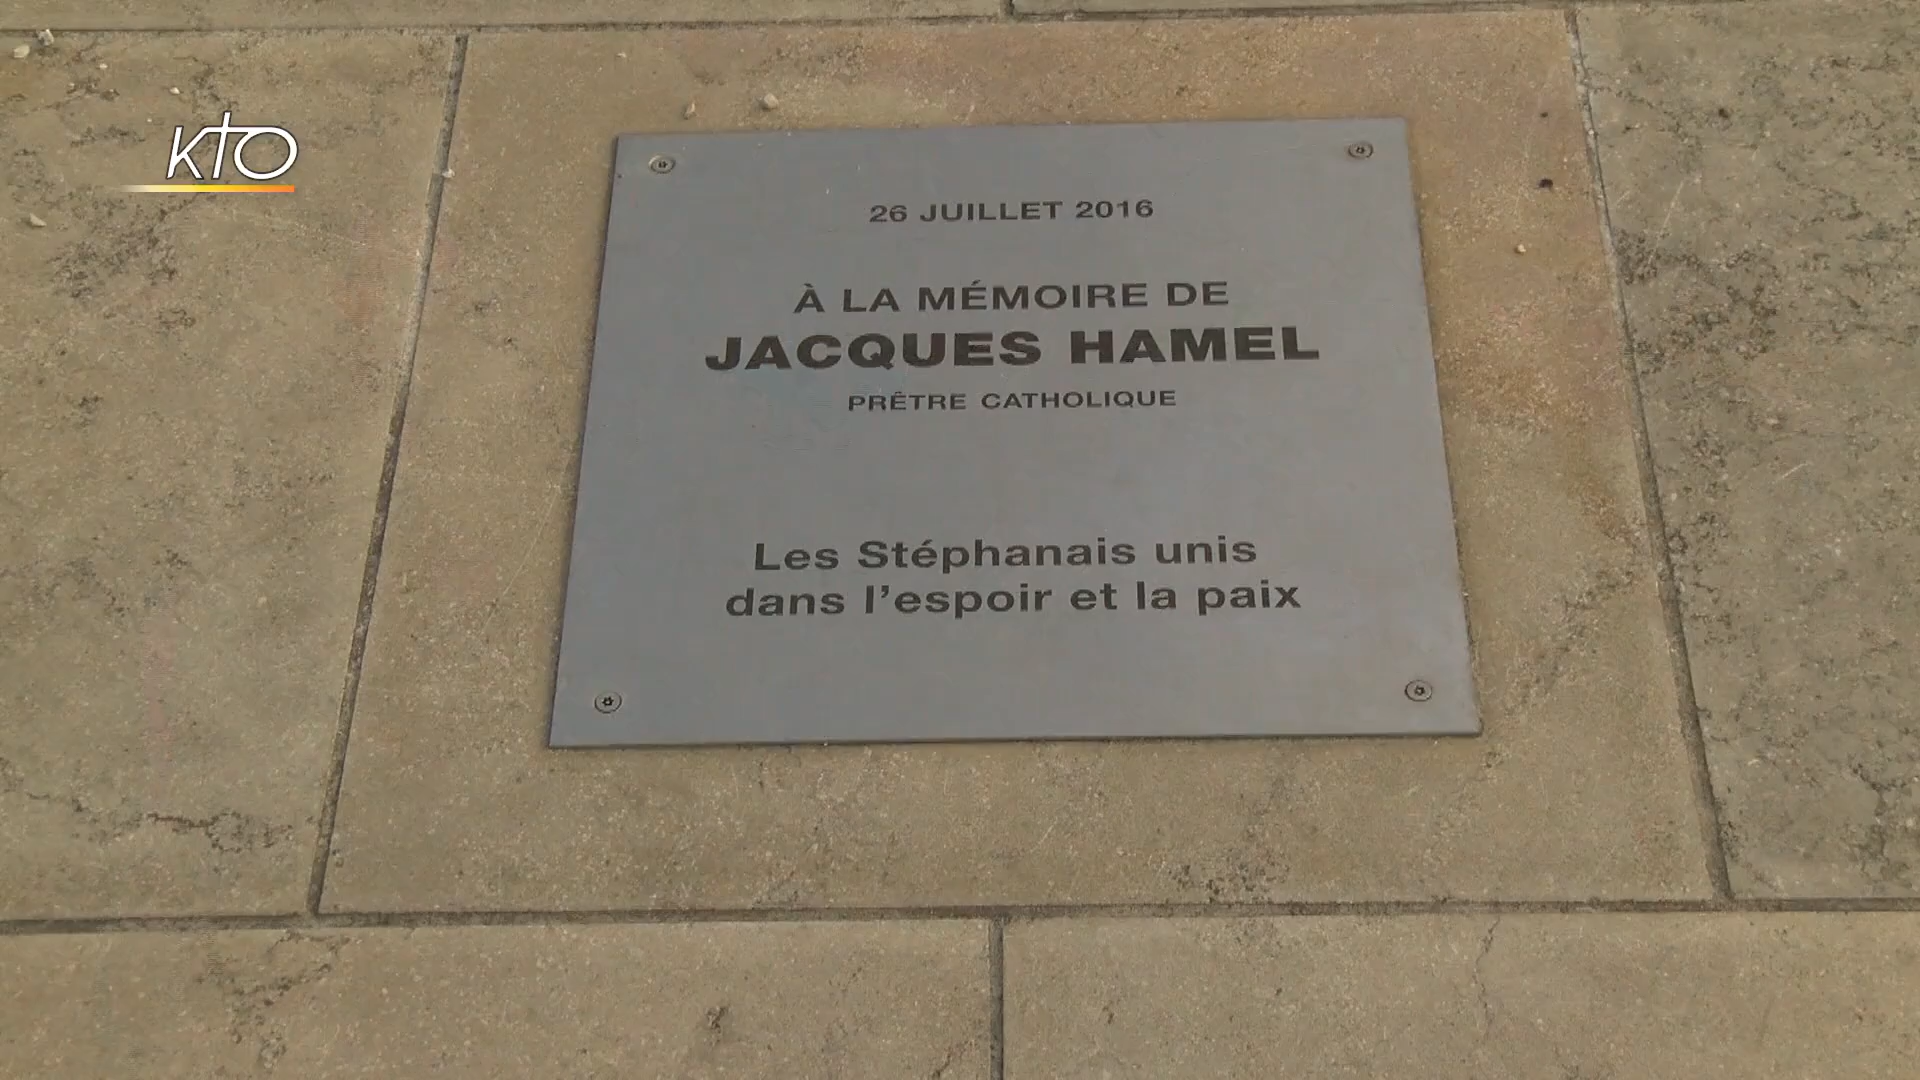 KTO
26 JUILLET 2016
À LA MÉMOIRE DE
JACQUES HAMEL
PRÊTRE CATHOLIQUE
Les Stéphanais unis
dans l'espoir et la paix